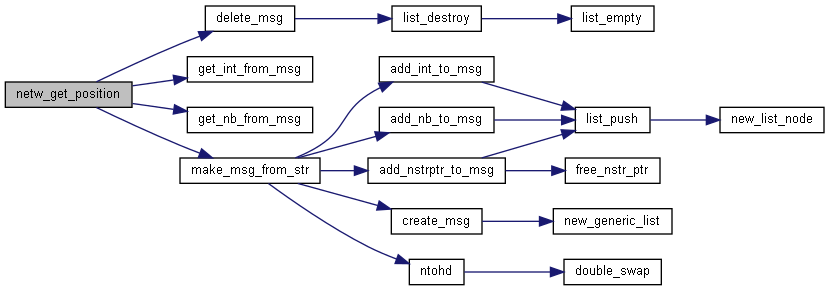 delete_msg
list_destroy
list_empty
get_int_from_msg
add_int_to_msg
netw_get_position
get_nb_from_msg
add_nb_to_msg
list_push
new_list_node
make_msg_from_str
add_nstrptr_to_msg
free_nstr_ptr
create_msg
new_generic_list
ntohd
double_swap